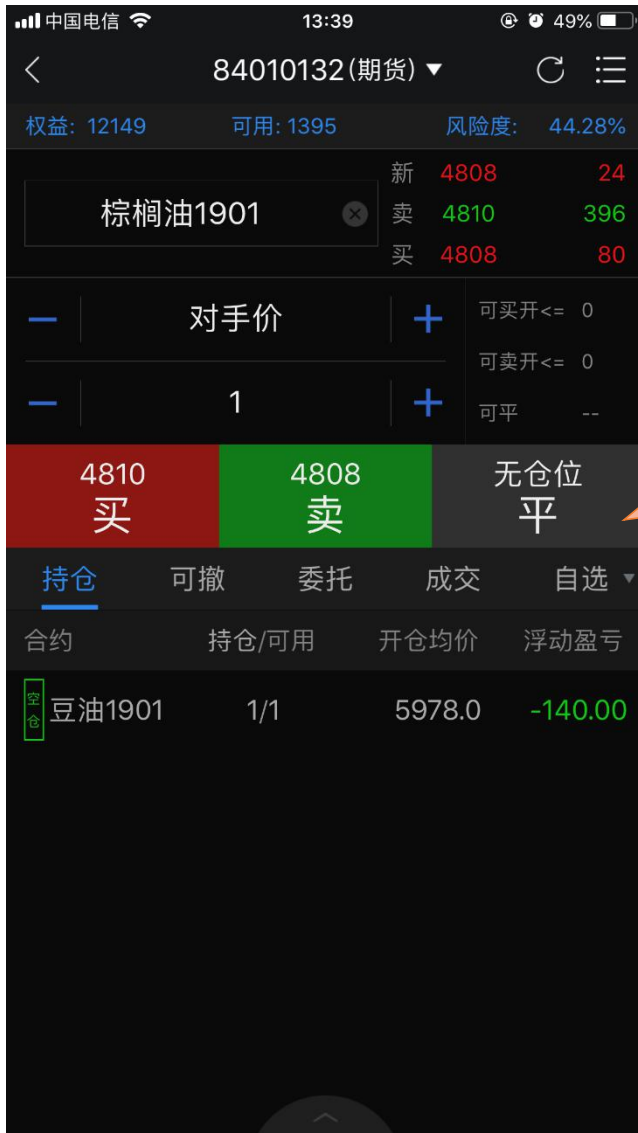 中国电信 13:39 49%
84010132(期货) ▼
权益: 12149 可用: 1395 风险度: 44.28%
新 4808 24
棕榈油1901 卖 4810 396
买 4808 80
— 对手价 + 可买开<= 0
可卖开<= 0
— 1 + 可平 --
4810 4808 无仓位
买 卖 平
持仓 可撤 委托 成交 自选 ▼
合约 持仓/可用 开仓均价 浮动盈亏
空仓 豆油1901 1/1 5978.0 -140.00